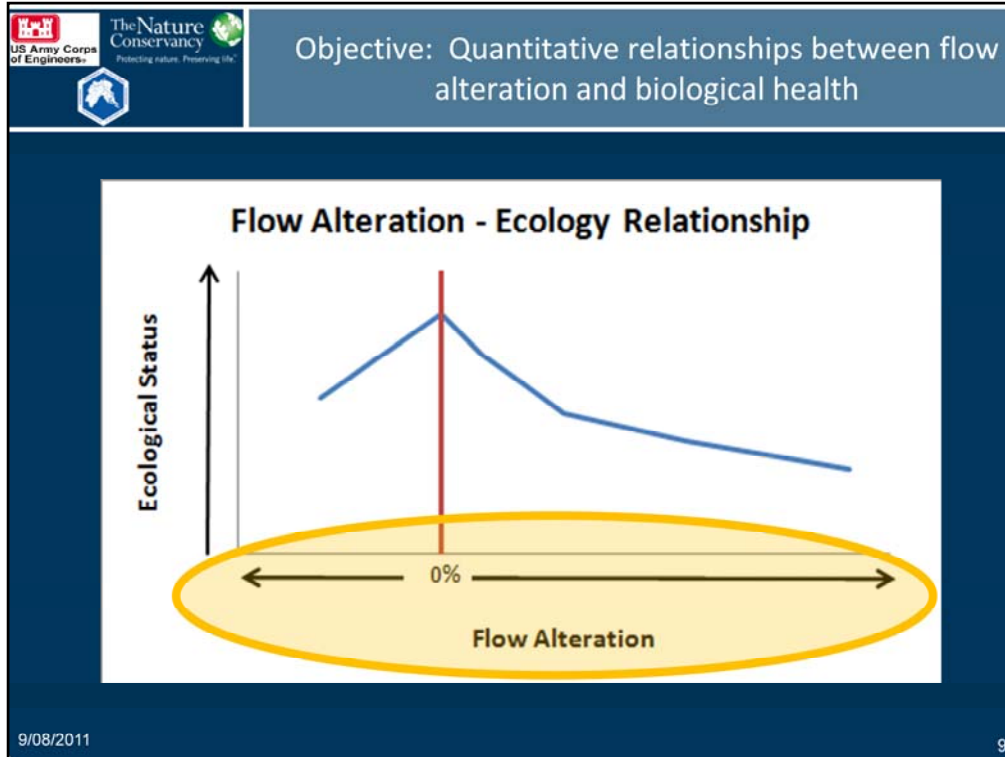 US Army Corps
of Engineers®
The Nature
Conservancy
Protecting nature. Preserving life.
Objective: Quantitative relationships between flow
alteration and biological health
Flow Alteration - Ecology Relationship
Ecological Status
0%
Flow Alteration
9/08/2011
9